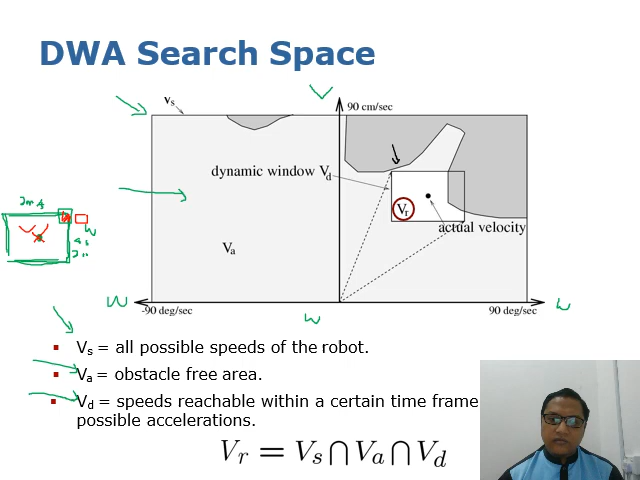 DWA Search Space
V
Vs
90 cm/sec
dynamic window Vd
Vr
actual velocity
Va
W
W
W
W
-90 deg/sec
90 deg/sec
▪ Vs = all possible speeds of the robot.
▪ Va = obstacle free area.
▪ Vd = speeds reachable within a certain time frame
possible accelerations.
Vr = Vs ⋂ Va ⋂ Vd